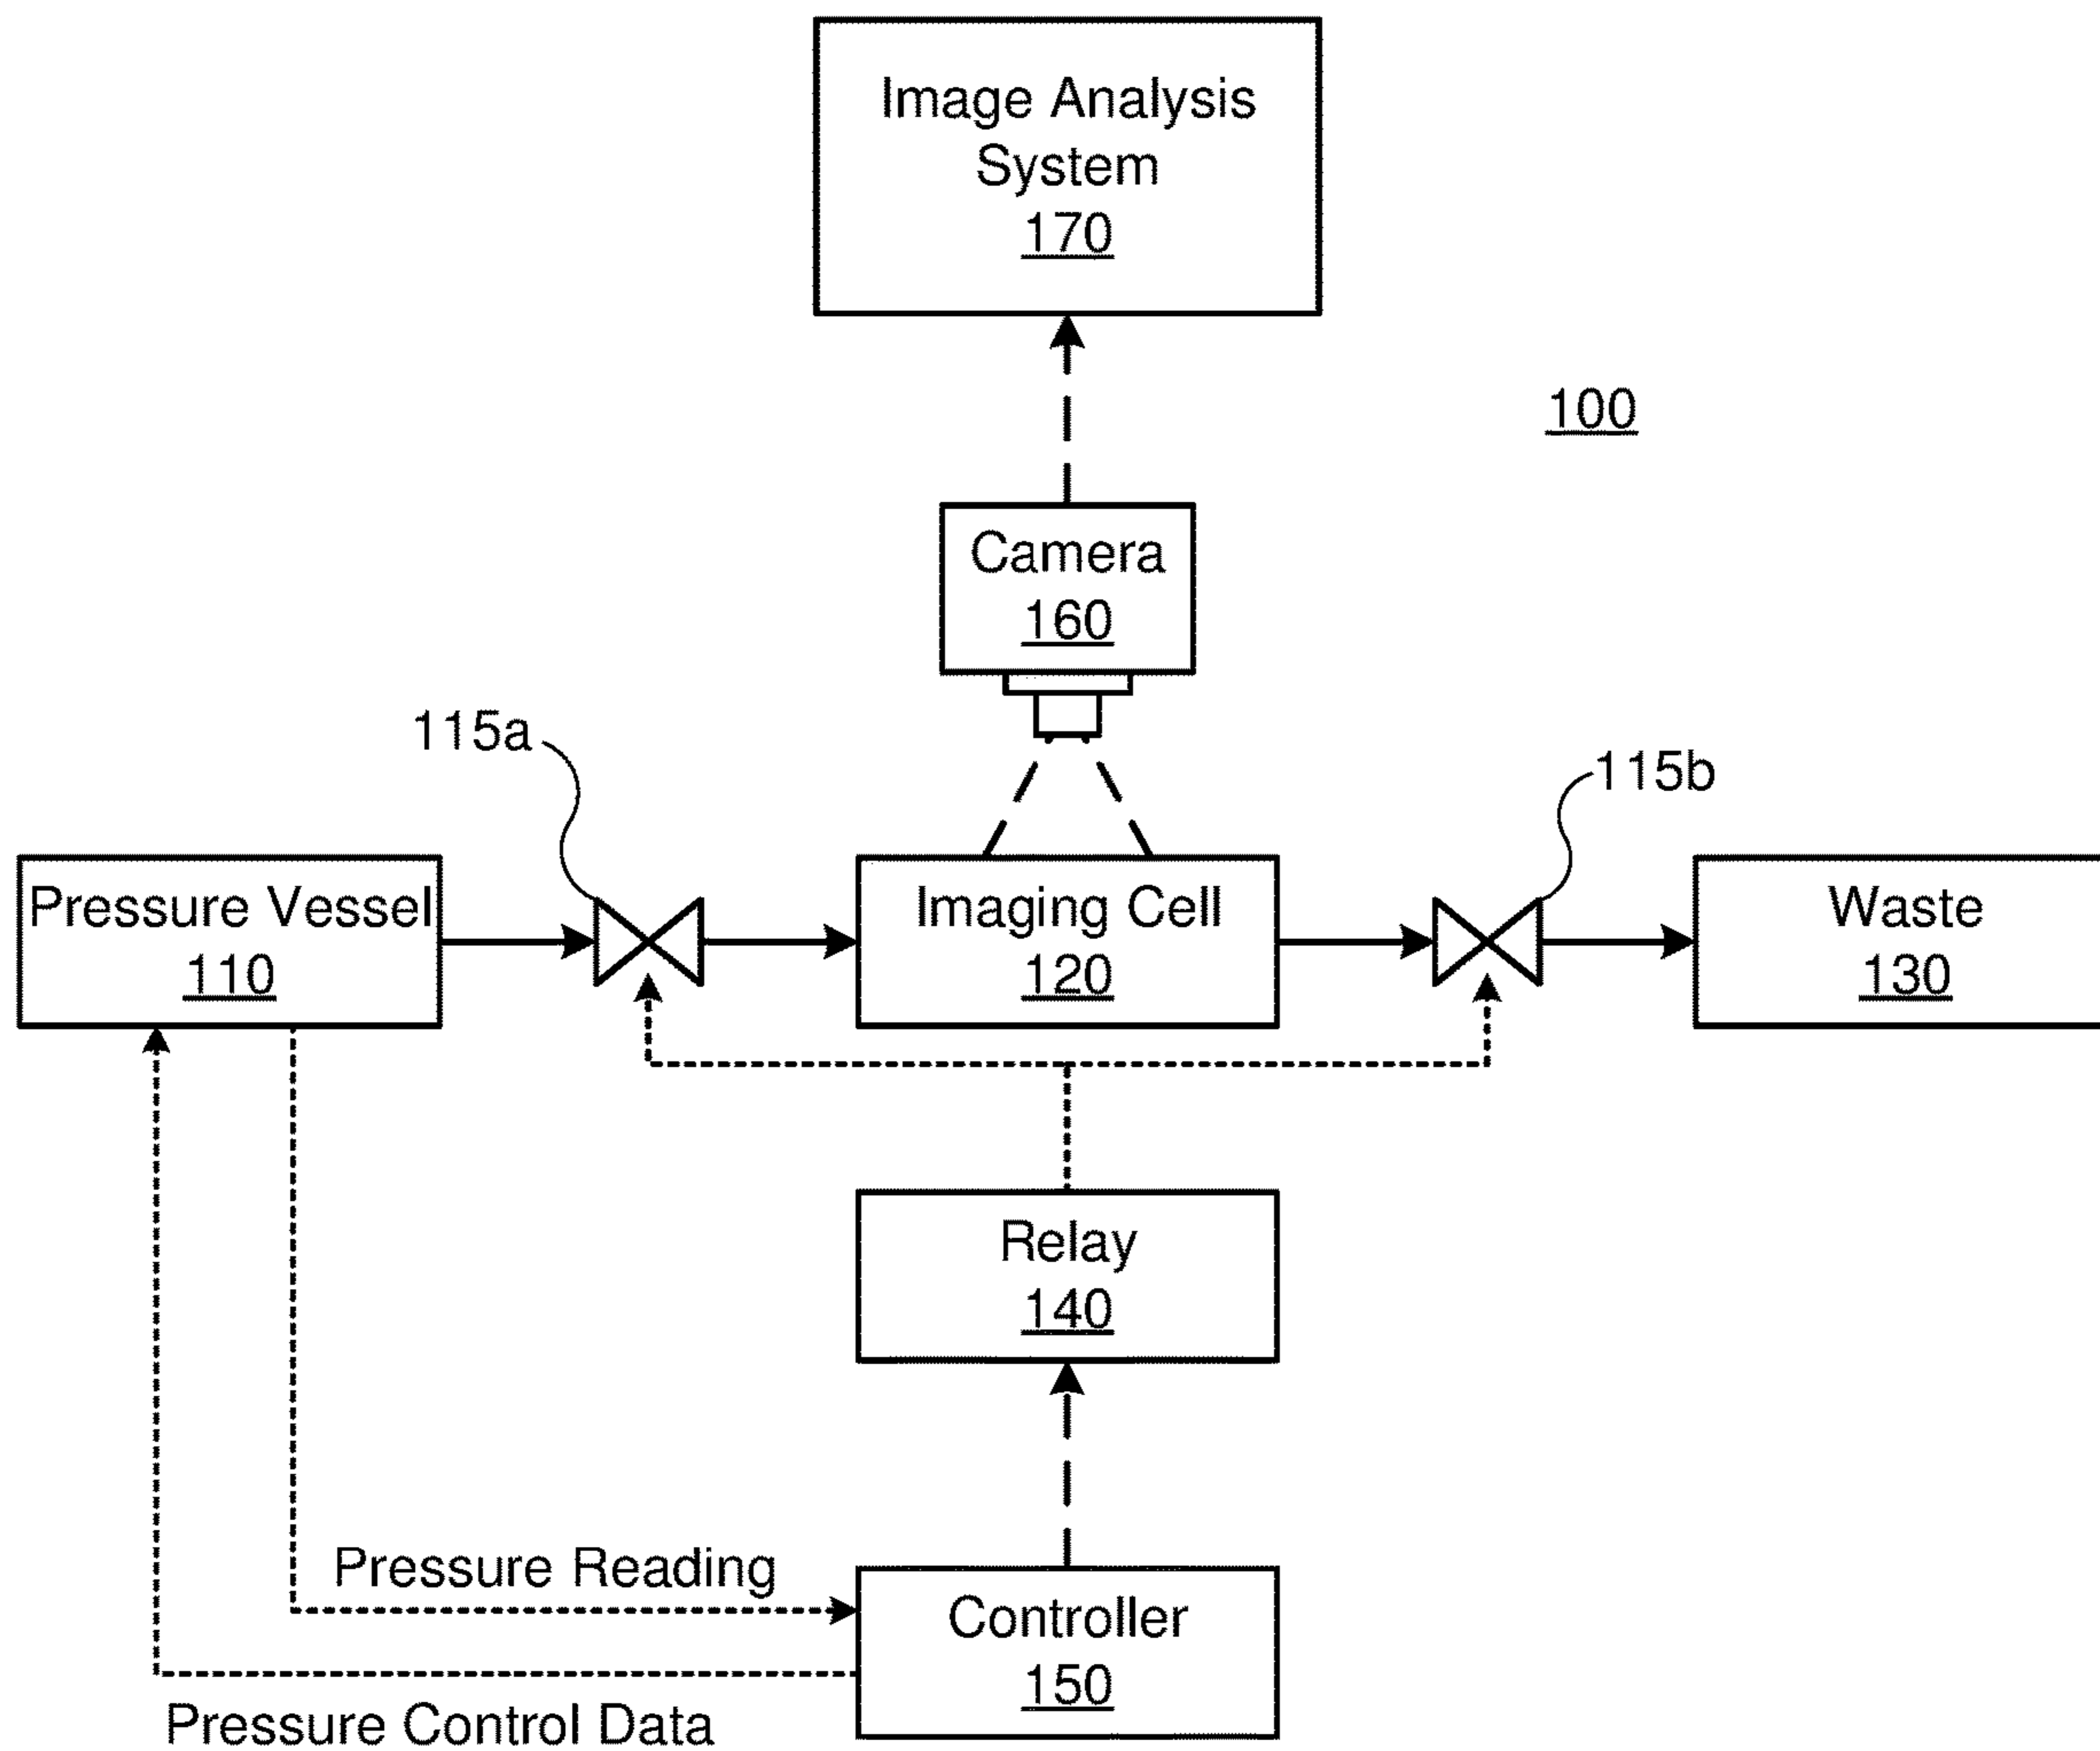 Image Analysis
System
170
100
Camera
160
115a
115b
Pressure Vessel
110
Imaging Cell
120
Waste
130
Relay
140
Pressure Reading
Controller
150
Pressure Control Data